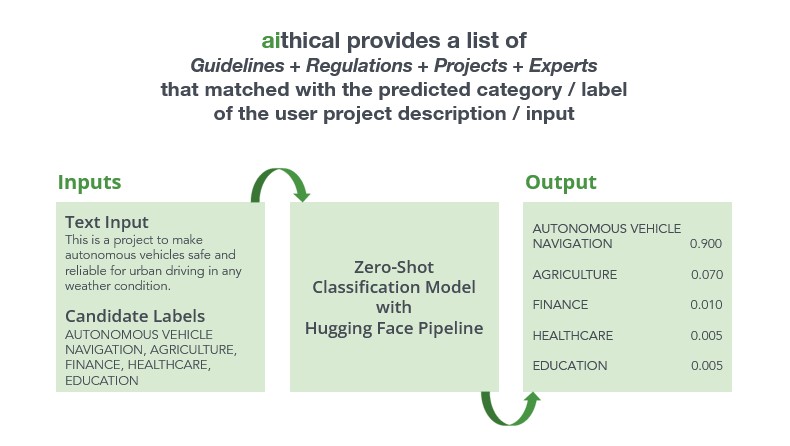 aithical provides a list of
Guidelines + Regulations + Projects + Experts
that matched with the predicted category / label
of the user project description / input
Inputs
Text Input
This is a project to make
autonomous vehicles safe and
reliable for urban driving in any
weather condition.
Candidate Labels
AUTONOMOUS VEHICLE
NAVIGATION, AGRICULTURE,
FINANCE, HEALTHCARE,
EDUCATION
Zero-Shot
Classification Model
with
Hugging Face Pipeline
Output
AUTONOMOUS VEHICLE
NAVIGATION 0.900
AGRICULTURE 0.070
FINANCE 0.010
HEALTHCARE 0.005
EDUCATION 0.005